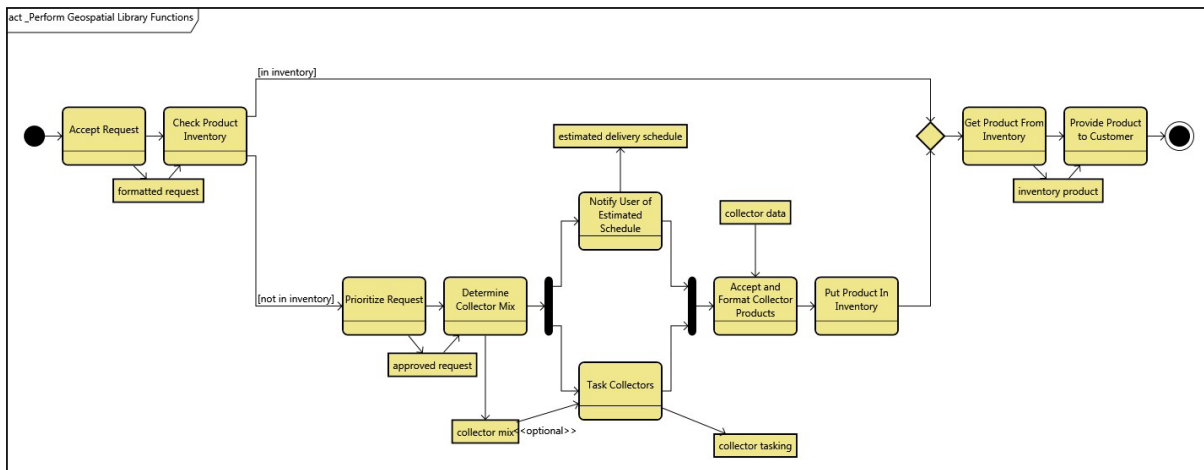 act _Perform Geospatial Library Functions
[in inventory]
Accept Request
Check Product
Inventory
formatted request
estimated delivery schedule
Notify User of
Estimated
Schedule
collector data
Get Product From
Inventory
Provide Product
to Customer
inventory product
[not in inventory]
Prioritize Request
Determine
Collector Mix
approved request
Accept and
Format Collector
Products
Put Product In
Inventory
Task Collectors
collector mix
<<optional>>
collector tasking